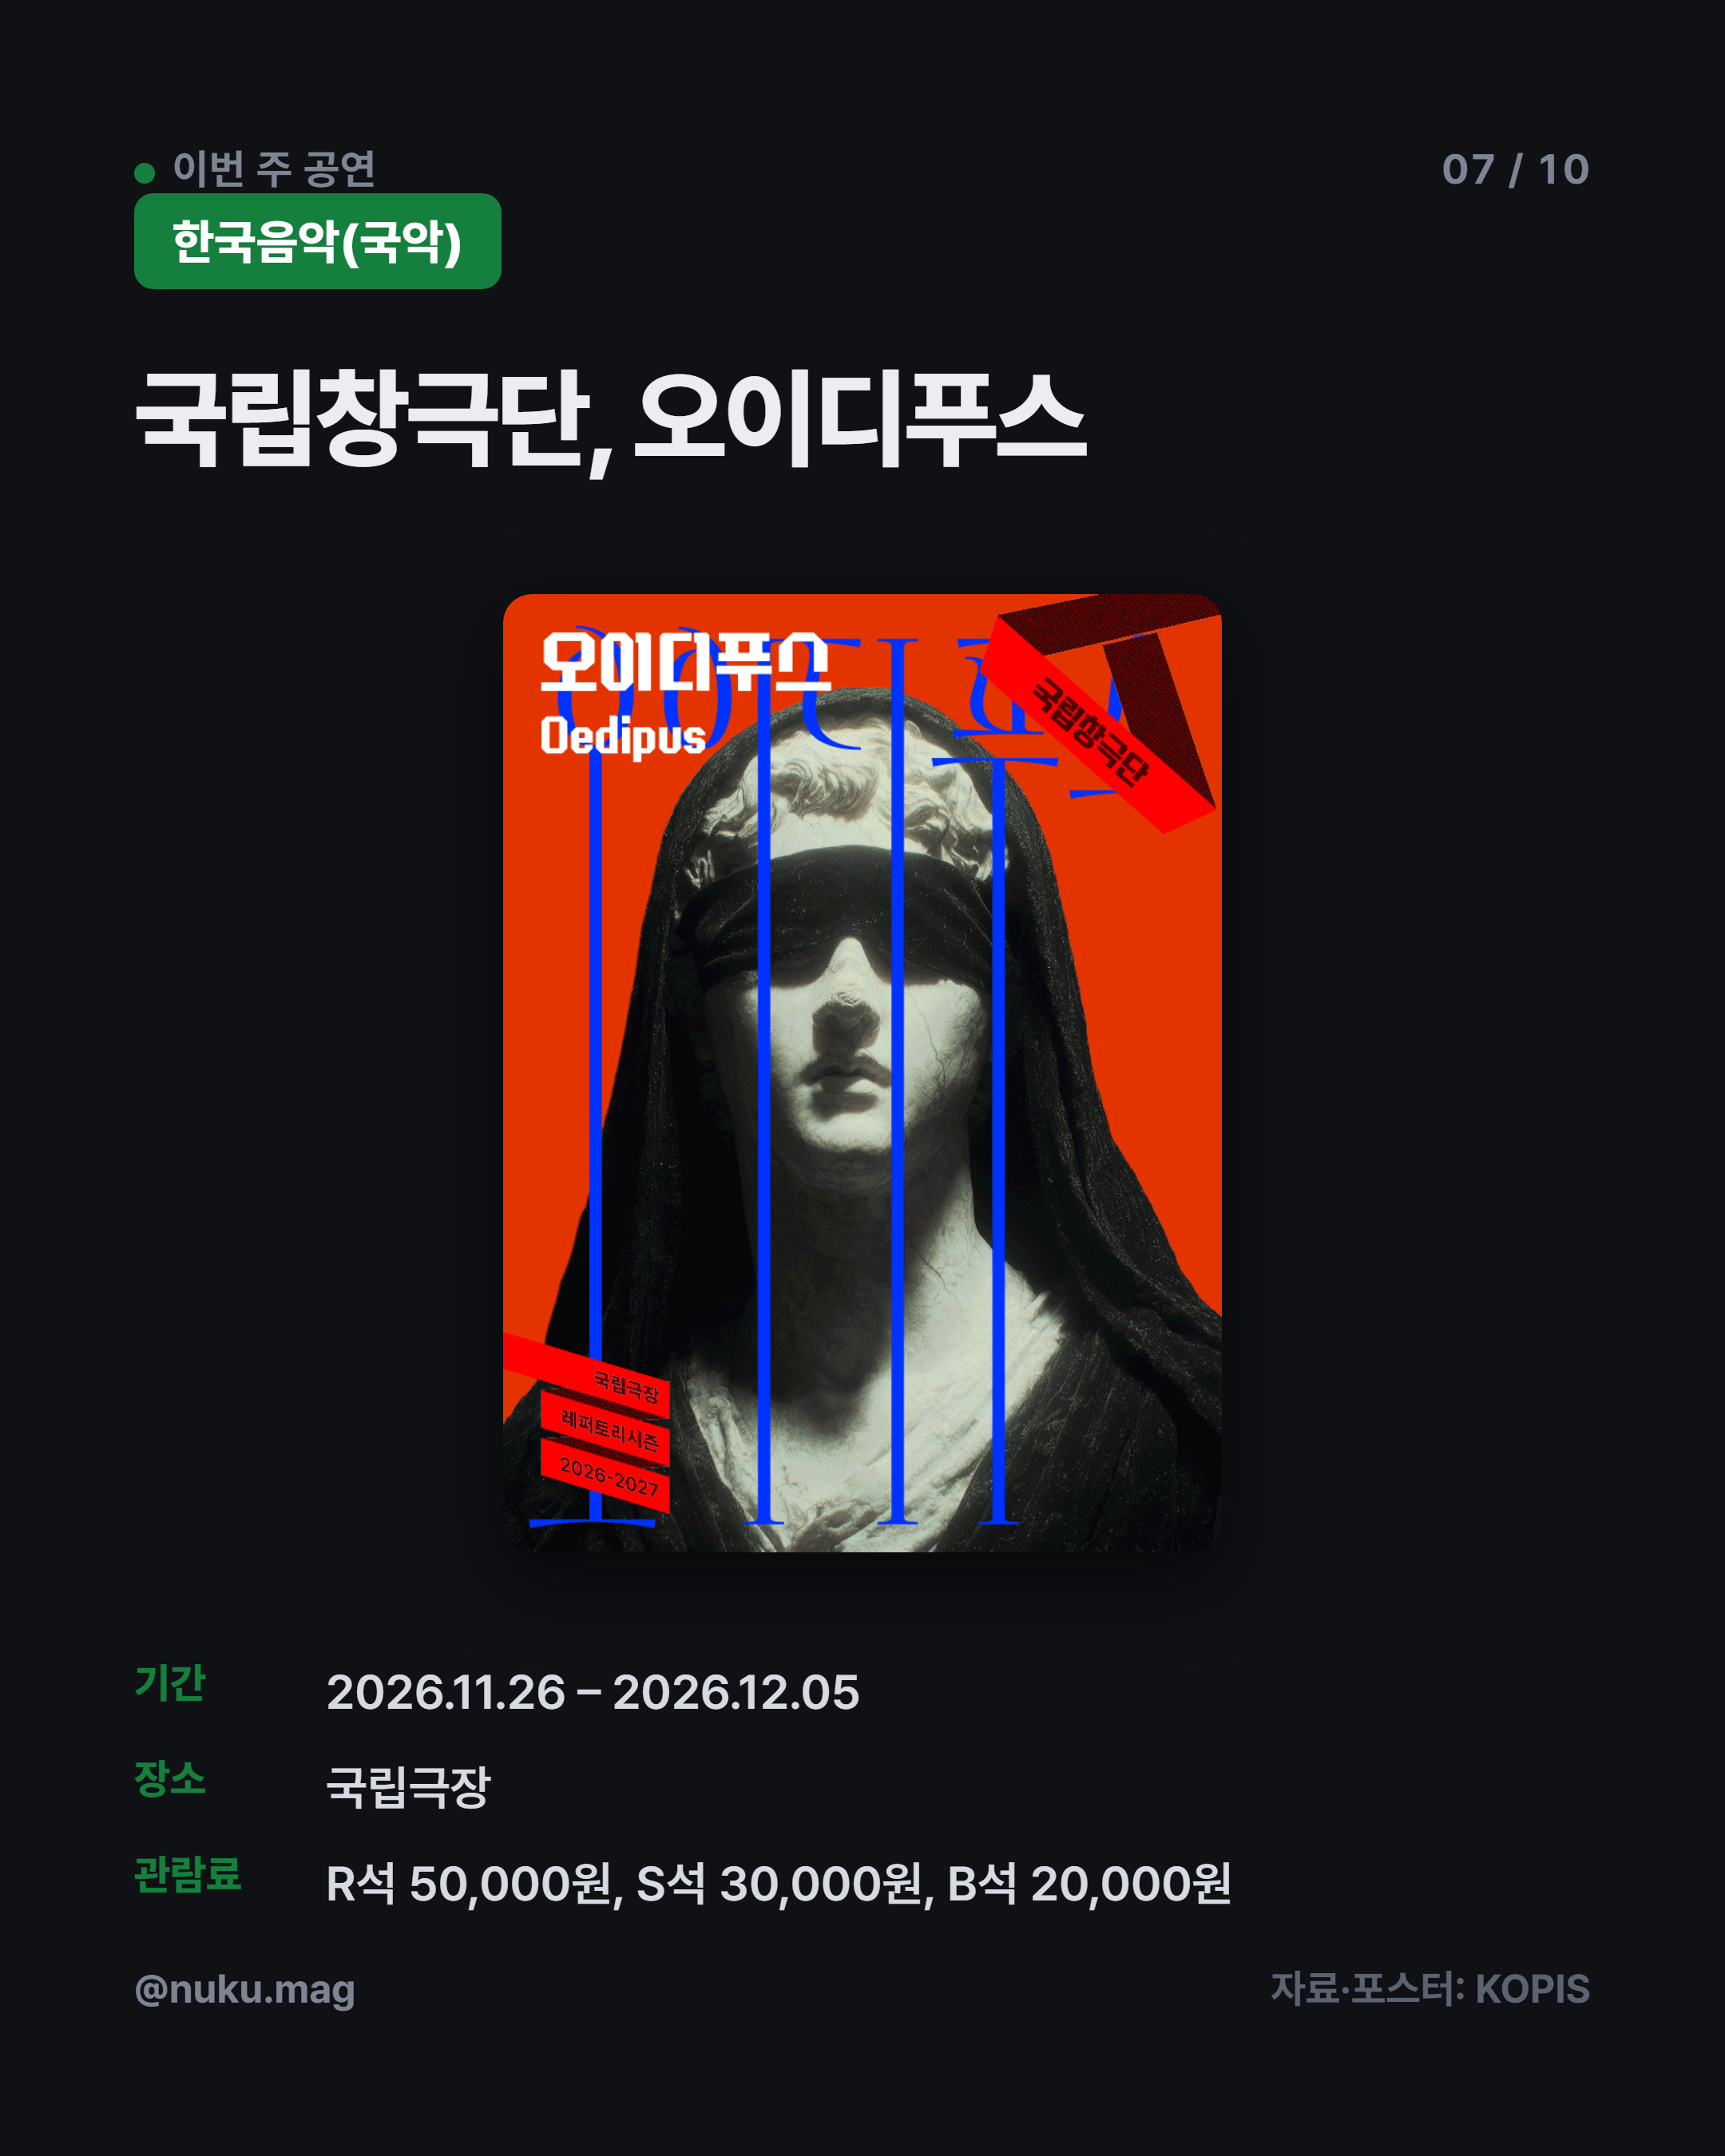 이번 주 공연
07 / 10
한국음악(국악)
국립창극단, 오이디푸스
오이디푸스
Oedipus
국립창극단
국립극장
레퍼토리시즌
2026-2027
기간
2026.11.26 – 2026.12.05
장소
국립극장
관람료
R석 50,000원, S석 30,000원, B석 20,000원
@nuku.mag
자료·포스터: KOPIS